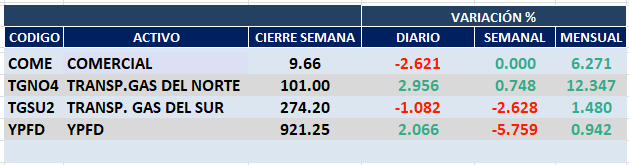 VARIACIÓN %
CODIGO ACTIVO CIERRE SEMANA DIARIO SEMANAL MENSUAL
COME COMERCIAL 9.66 -2.621 0.000 6.271
TGNO4 TRANSP.GAS DEL NORTE 101.00 2.956 0.748 12.347
TGSU2 TRANSP. GAS DEL SUR 274.20 -1.082 -2.628 1.480
YPFD YPFD 921.25 2.066 -5.759 0.942